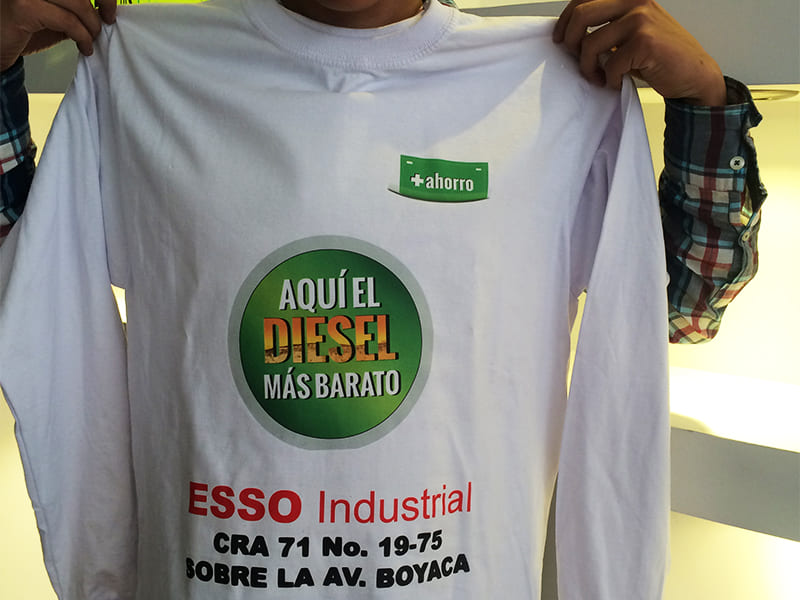 +ahorro
AQUÍ EL
DIESEL
MÁS BARATO
ESSO Industrial
CRA 71 No. 19-75
SOBRE LA AV. BOYACA